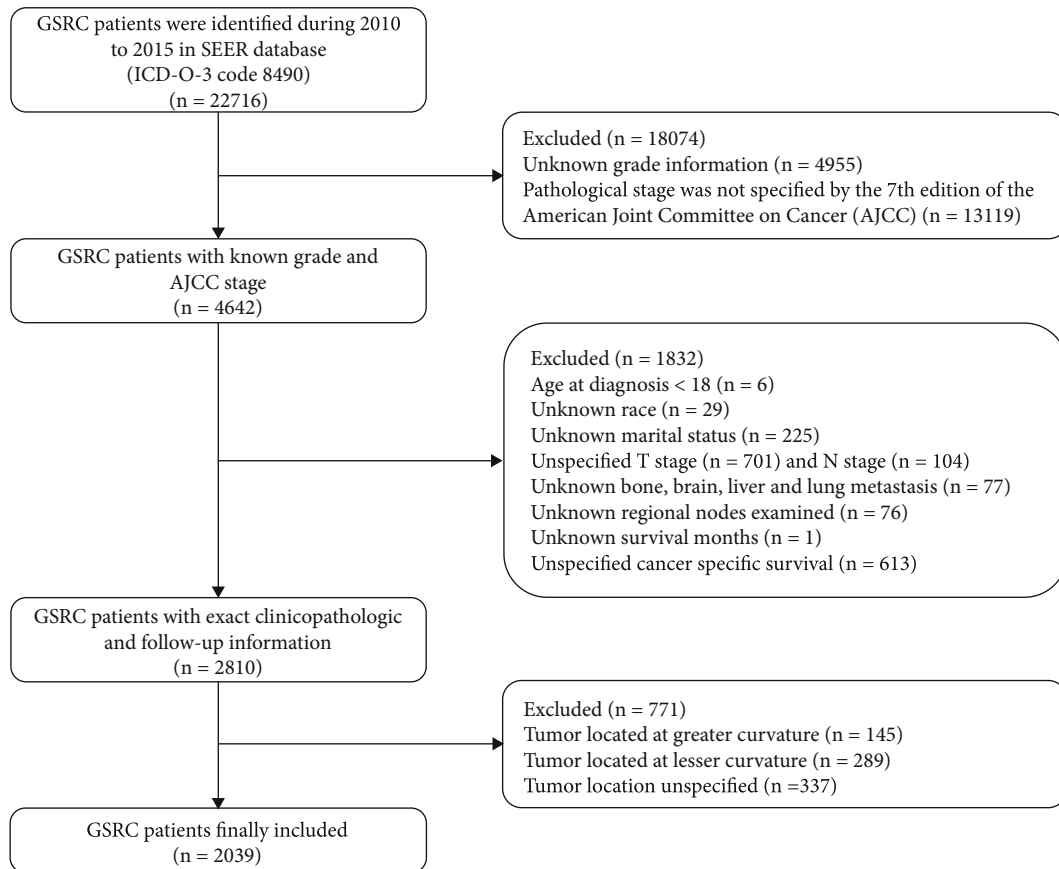 GSRC patients were identified during 2010
to 2015 in SEER database
(ICD-O-3 code 8490)
(n = 22716)
Excluded (n = 18074)
Unknown grade information (n = 4955)
Pathological stage was not specified by the 7th edition of the
American Joint Committee on Cancer (AJCC) (n = 13119)
GSRC patients with known grade and
AJCC stage
(n = 4642)
Excluded (n = 1832)
Age at diagnosis < 18 (n = 6)
Unknown race (n = 29)
Unknown marital status (n = 225)
Unspecified T stage (n = 701) and N stage (n = 104)
Unknown bone, brain, liver and lung metastasis (n = 77)
Unknown regional nodes examined (n = 76)
Unknown survival months (n = 1)
Unspecified cancer specific survival (n = 613)
GSRC patients with exact clinicopathologic
and follow-up information
(n = 2810)
Excluded (n = 771)
Tumor located at greater curvature (n = 145)
Tumor located at lesser curvature (n = 289)
Tumor location unspecified (n =337)
GSRC patients finally included
(n = 2039)